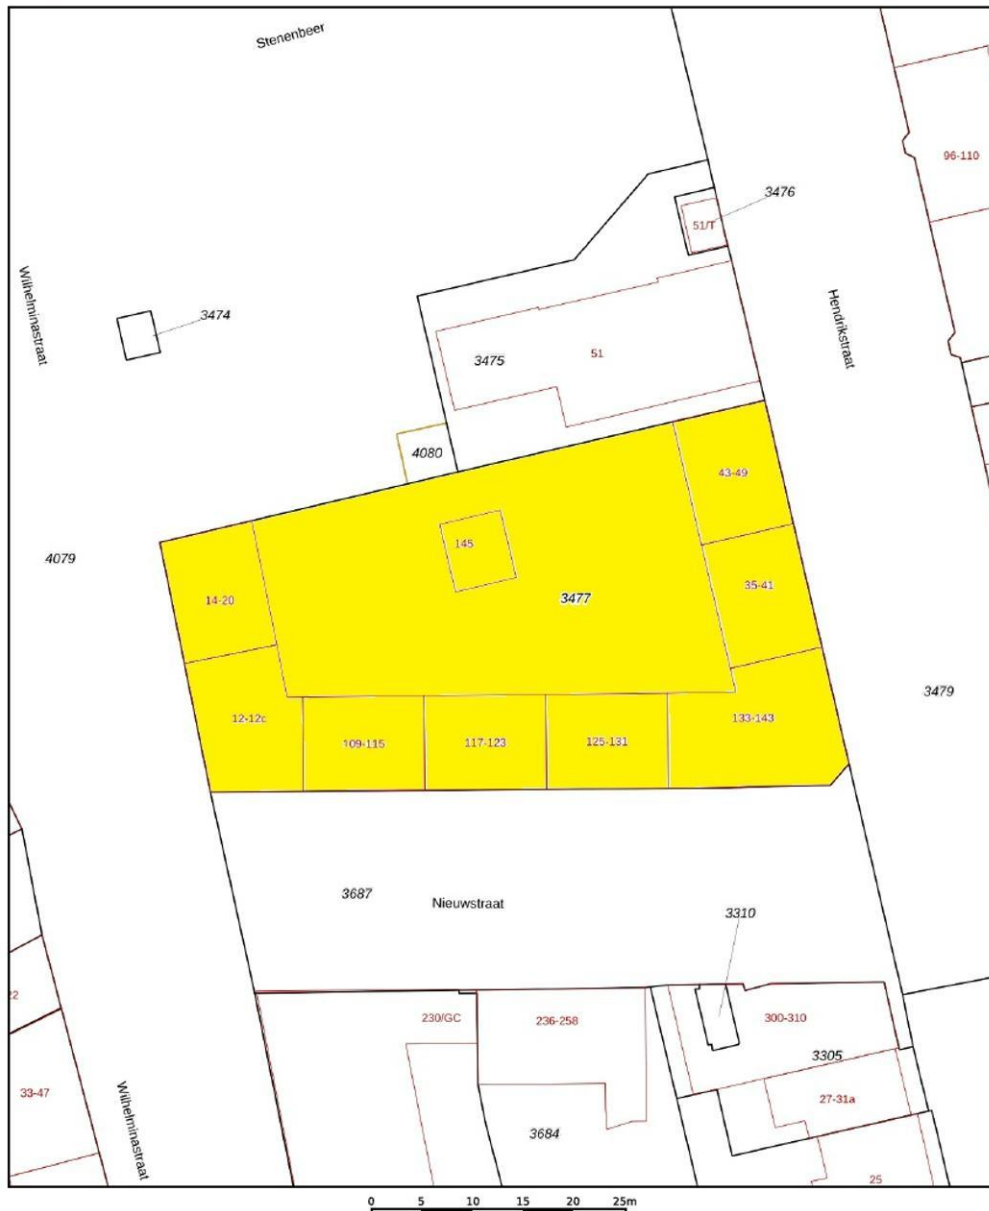 Stenenbeer
96-110
3476
51/T
Wilhelminastraat
3474
Hendrikstraat
3475
51
4080
43-49
145
4079
35-41
14-20
3477
3479
12-12c
133-143
109-115
117-123
125-131
3687
Nieuwstraat
3310
22
230/GC
236-258
300-310
3305
33-47
27-31a
Wilhelminastraat
3684
25
0 5 10 15 20 25m